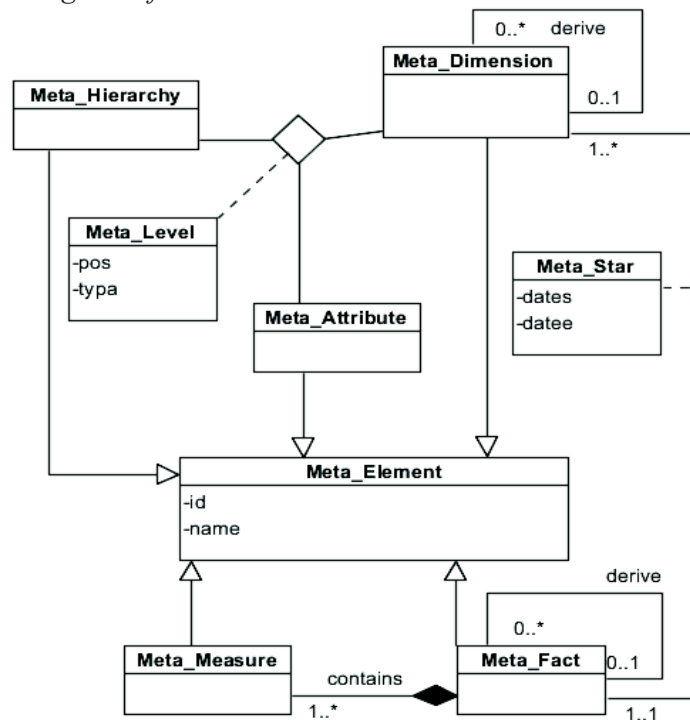 0..* derive
Meta_Dimension
Meta_Hierarchy
0..1
1..*
Meta_Level
-pos
-typa
Meta_Star
-dates
-datee
Meta_Attribute
Meta_Element
-id
-name
derive
0..*
Meta_Measure
Meta_Fact
0..1
contains
1..*
1..1